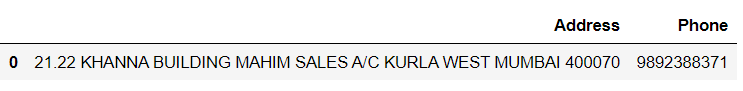 Address Phone
0 21.22 KHANNA BUILDING MAHIM SALES A/C KURLA WEST MUMBAI 400070 9892388371